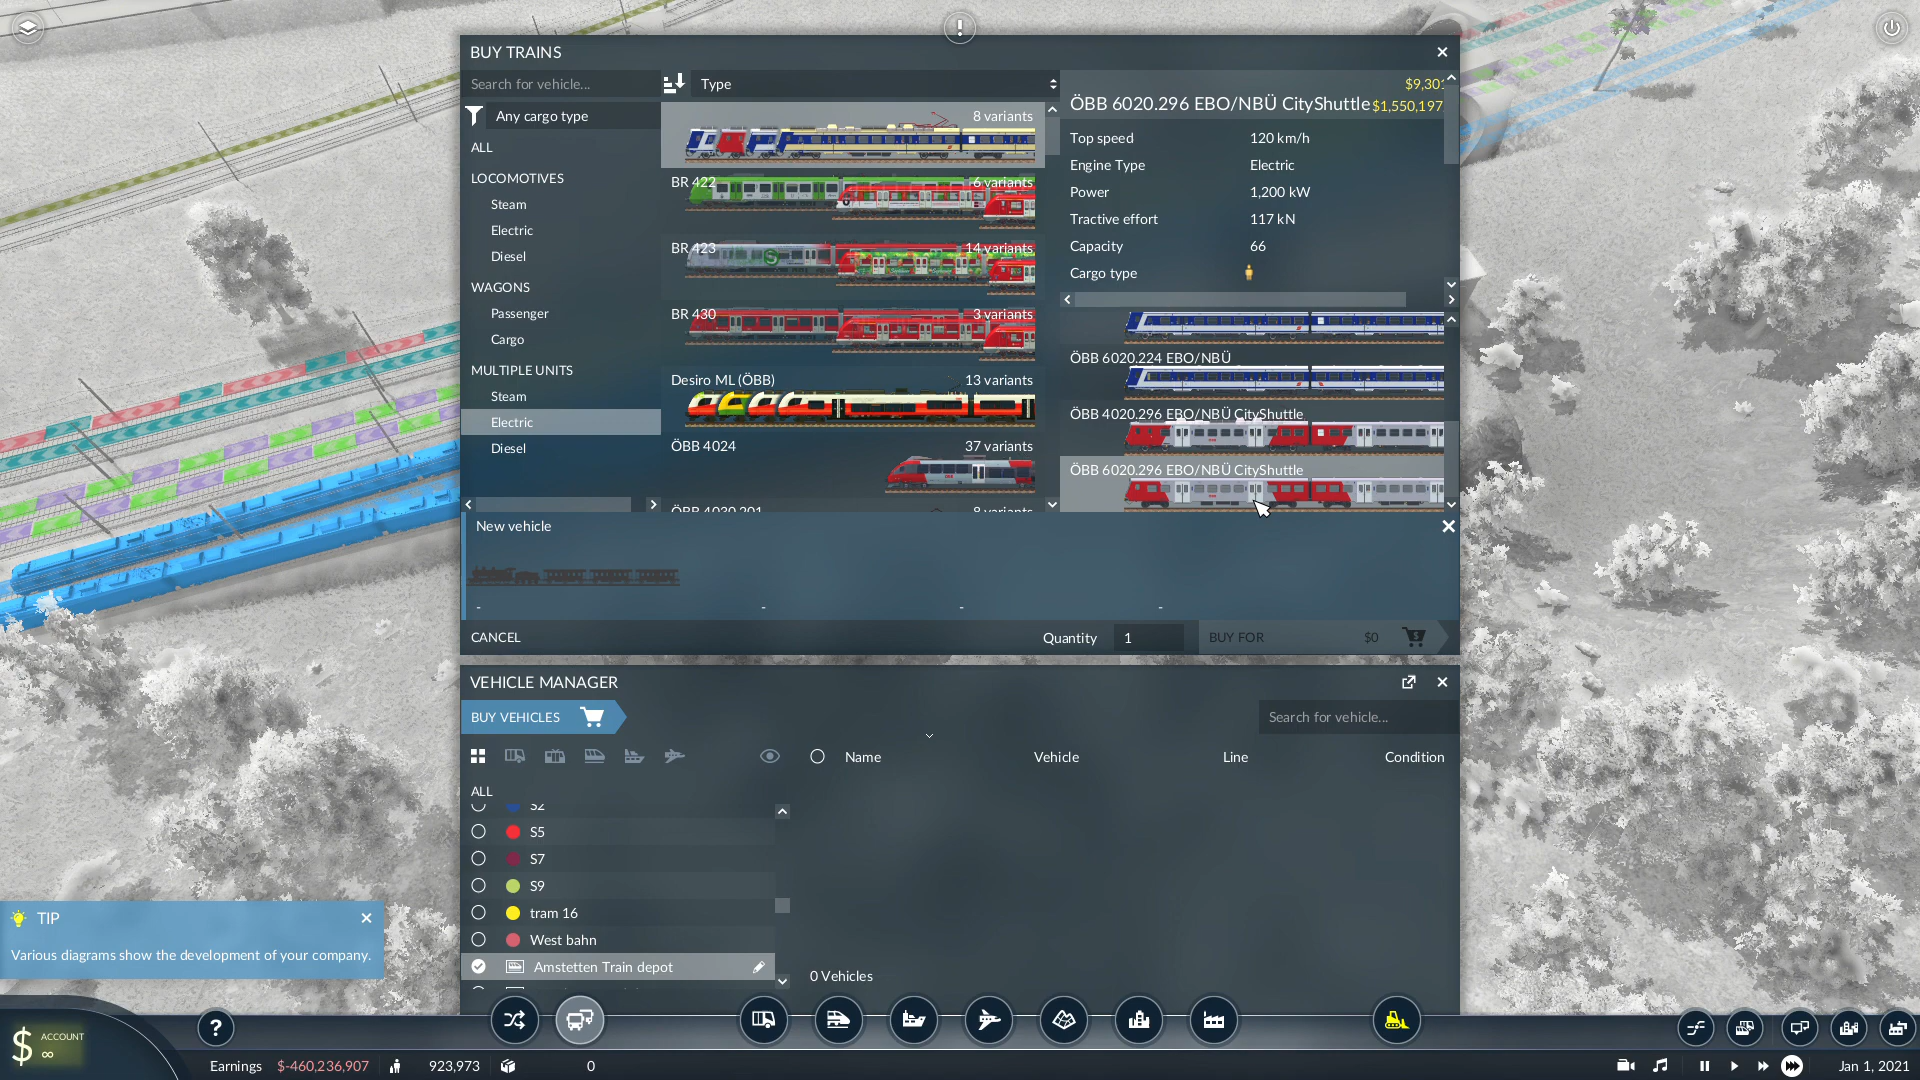 BUY TRAINS
Search for vehicle...
Type
Any cargo type
ALL
LOCOMOTIVES
Steam
Electric
Diesel
WAGONS
Passenger
Cargo
MULTIPLE UNITS
Steam
Electric
Diesel
8 variants
BR 422 6 variants
BR 423 14 variants
BR 430 3 variants
Desiro ML (ÖBB) 13 variants
ÖBB 4024 37 variants
ÖBB 4030.201 8 variants
$9,301
ÖBB 6020.296 EBO/NBÜ CityShuttle $1,550,197
Top speed 120 km/h
Engine Type Electric
Power 1,200 kW
Tractive effort 117 kN
Capacity 66
Cargo type
ÖBB 6020.224 EBO/NBÜ
ÖBB 4020.296 EBO/NBÜ CityShuttle
ÖBB 6020.296 EBO/NBÜ CityShuttle
New vehicle
- - - -
CANCEL
Quantity 1
BUY FOR $0
VEHICLE MANAGER
BUY VEHICLES
Search for vehicle...
Name Vehicle Line Condition
ALL
S2
S5
S7
S9
tram 16
West bahn
Amstetten Train depot
0 Vehicles
TIP
Various diagrams show the development of your company.
$ ACCOUNT
∞
?
Earnings $-460,236,907
923,973
0
Jan 1, 2021